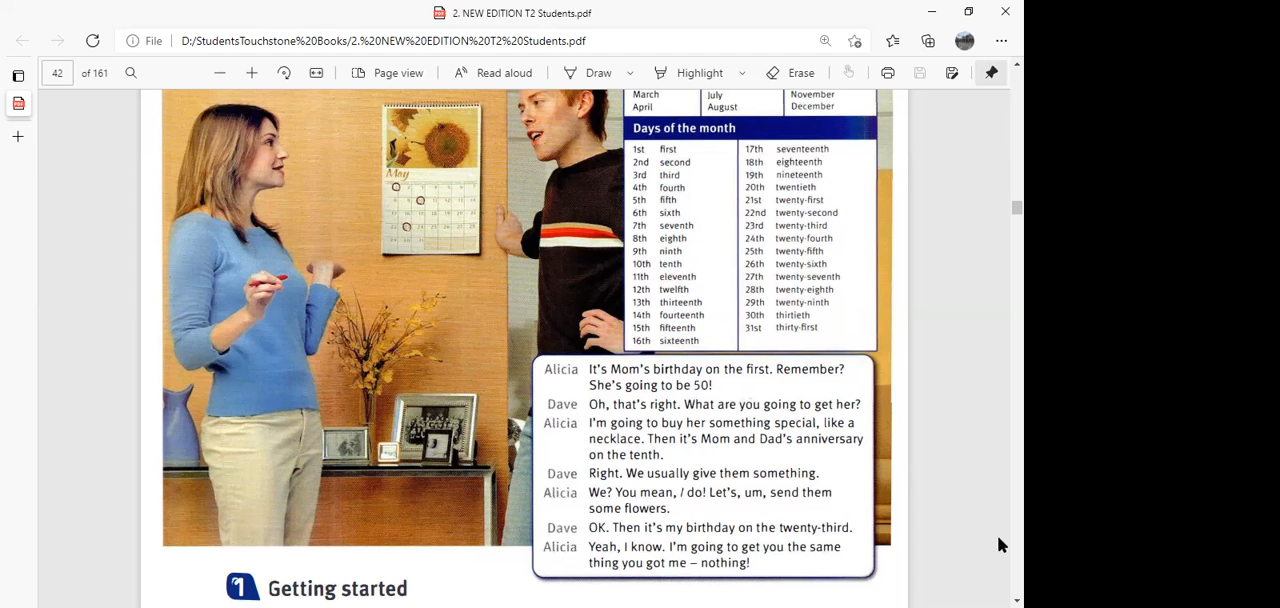 2. NEW EDITION T2 Students.pdf
File
D:/StudentsTouchstone%20Books/2.%20NEW%20EDITION%20T2%20Students.pdf
42 of 161
Page view
Read aloud
Draw
Highlight
Erase
March July November
April August December
Days of the month
1st first
2nd second
3rd third
4th fourth
5th fifth
6th sixth
7th seventh
8th eighth
9th ninth
10th tenth
11th eleventh
12th twelfth
13th thirteenth
14th fourteenth
15th fifteenth
16th sixteenth
17th seventeenth
18th eighteenth
19th nineteenth
20th twentieth
21st twenty-first
22nd twenty-second
23rd twenty-third
24th twenty-fourth
25th twenty-fifth
26th twenty-sixth
27th twenty-seventh
28th twenty-eighth
29th twenty-ninth
30th thirtieth
31st thirty-first
May
Alicia It's Mom's birthday on the first. Remember?
She's going to be 50!
Dave Oh, that's right. What are you going to get her?
Alicia I'm going to buy her something special, like a
necklace. Then it's Mom and Dad's anniversary
on the tenth.
Dave Right. We usually give them something.
Alicia We? You mean, I do! Let's, um, send them
some flowers.
Dave OK. Then it's my birthday on the twenty-third.
Alicia Yeah, I know. I'm going to get you the same
thing you got me – nothing!
1 Getting started